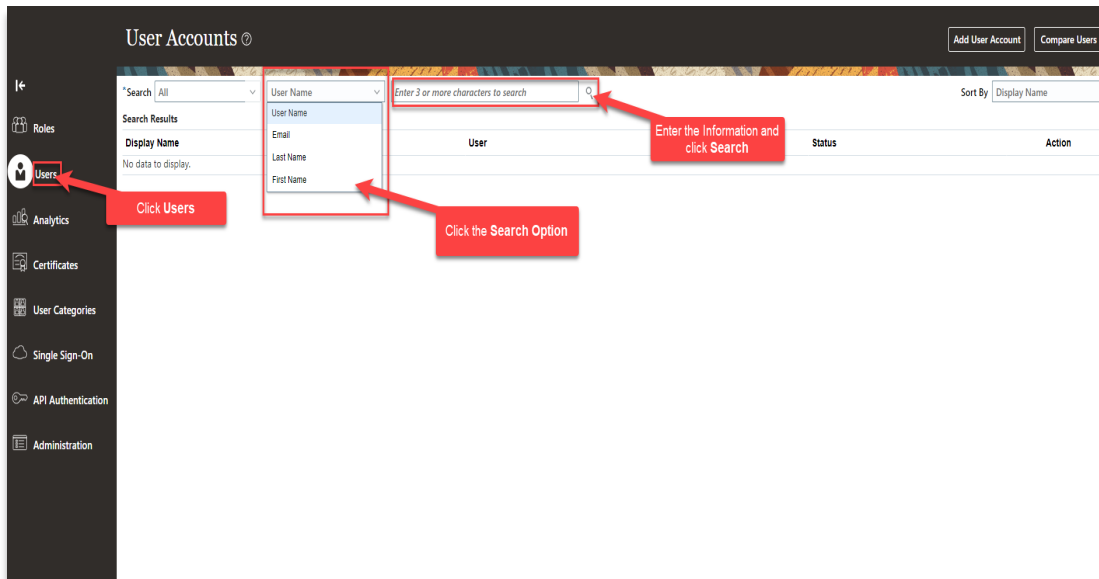 User Accounts
Add User Account
Compare Users
*Search All
User Name
Enter 3 or more characters to search
Sort By Display Name
User Name
Email
Last Name
First Name
Search Results
Display Name
User
Status
Action
No data to display.
Roles
Users
Analytics
Certificates
User Categories
Single Sign-On
API Authentication
Administration
Click Users
Click the Search Option
Enter the Information and
click Search